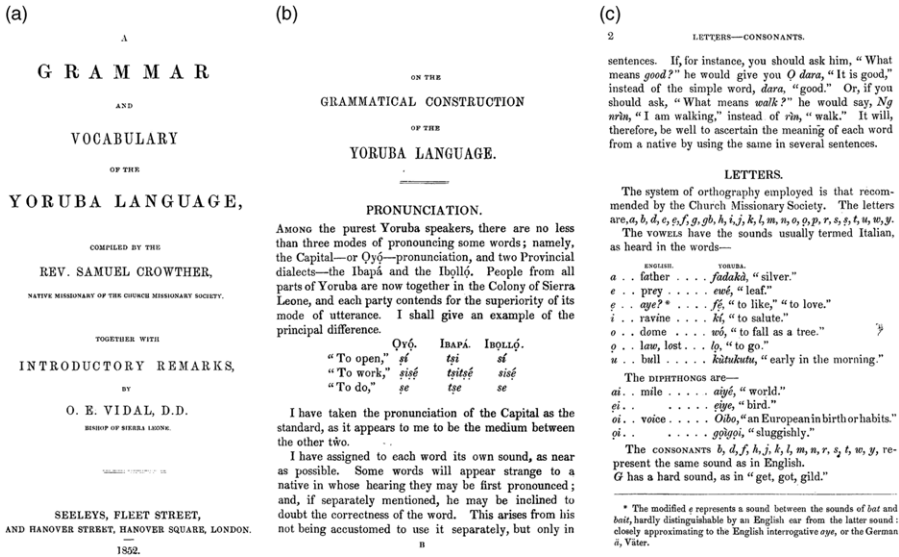 (a)
A
GRAMMAR
AND
VOCABULARY
OF THE
YORUBA LANGUAGE,
COMPILED BY THE
REV. SAMUEL CROWTHER,
NATIVE MISSIONARY OF THE CHURCH MISSIONARY SOCIETY.
TOGETHER WITH
INTRODUCTORY REMARKS,
BY
O. E. VIDAL, D.D.
BISHOP OF SIERRA LEONE.
SEELEYS, FLEET STREET,
AND HANOVER STREET, HANOVER SQUARE, LONDON.
1852.
(b)
ON THE
GRAMMATICAL CONSTRUCTION
OF THE
YORUBA LANGUAGE.
PRONUNCIATION.
AMONG the purest Yoruba speakers, there are no less
than three modes of pronouncing some words; namely,
the Capital—or Ọyọ́—pronunciation, and two Provincial
dialects—the Ibapá and the Ibọllọ́. People from all
parts of Yoruba are now together in the Colony of Sierra
Leone, and each party contends for the superiority of its
mode of utterance. I shall give an example of the
principal difference.
Ọyọ́. IBAPÁ. IBỌLLỌ́.
"To open," ṣí tṣi sí
"To work," ṣiṣẹ́ tṣitṣẹ́ sisẹ́
"To do," ṣe tṣe se
I have taken the pronunciation of the Capital as the
standard, as it appears to me to be the medium between
the other two.
I have assigned to each word its own sound, as near
as possible. Some words will appear strange to a
native in whose hearing they may be first pronounced;
and, if separately mentioned, he may be inclined to
doubt the correctness of the word. This arises from his
not being accustomed to use it separately, but only in
B
(c)
2 LETTERS—CONSONANTS.
sentences. If, for instance, you should ask him, "What
means good?" he would give you Ọ dara, "It is good,"
instead of the simple word, dara, "good." Or, if you
should ask, "What means walk?" he would say, Ng
nrìn, "I am walking," instead of rìn, "walk." It will,
therefore, be well to ascertain the meaning of each word
from a native by using the same in several sentences.
LETTERS.
The system of orthography employed is that recom-
mended by the Church Missionary Society. The letters
are, a, b, d, e, ẹ, f, g, gb, h, i, j, k, l, m, n, o, ọ, p, r, s, ṣ, t, u, w, y.
The VOWELS have the sounds usually termed Italian,
as heard in the words—
ENGLISH. YORUBA.
a . . father . . . . fadakà, "silver."
e . . prey . . . . . ewé, "leaf."
ẹ . . aye?* . . . . fẹ́, "to like," "to love."
i . . ravine . . . . kí, "to salute."
o . . dome . . . . wó, "to fall as a tree."
ọ . . law, lost . . . lọ, "to go."
u . . bull . . . . . kùtukutu, "early in the morning."
The DIPHTHONGS are—
ai . . mile . . . . . aiyé, "world."
ẹi . . . . . . . ẹiyẹ, "bird."
oi . . voice . . . . . Oibo, "an European in birth or habits."
ọi . . . . . . . gọ̀igọi, "sluggishly."
The CONSONANTS b, d, f, h, j, k, l, m, n, r, s, t, w, y, re-
present the same sound as in English.
G has a hard sound, as in "get, got, gild."
* The modified ẹ represents a sound between the sounds of bat and
bait, hardly distinguishable by an English ear from the latter sound:
closely approximating to the English interrogative aye, or the German
ä, Väter.